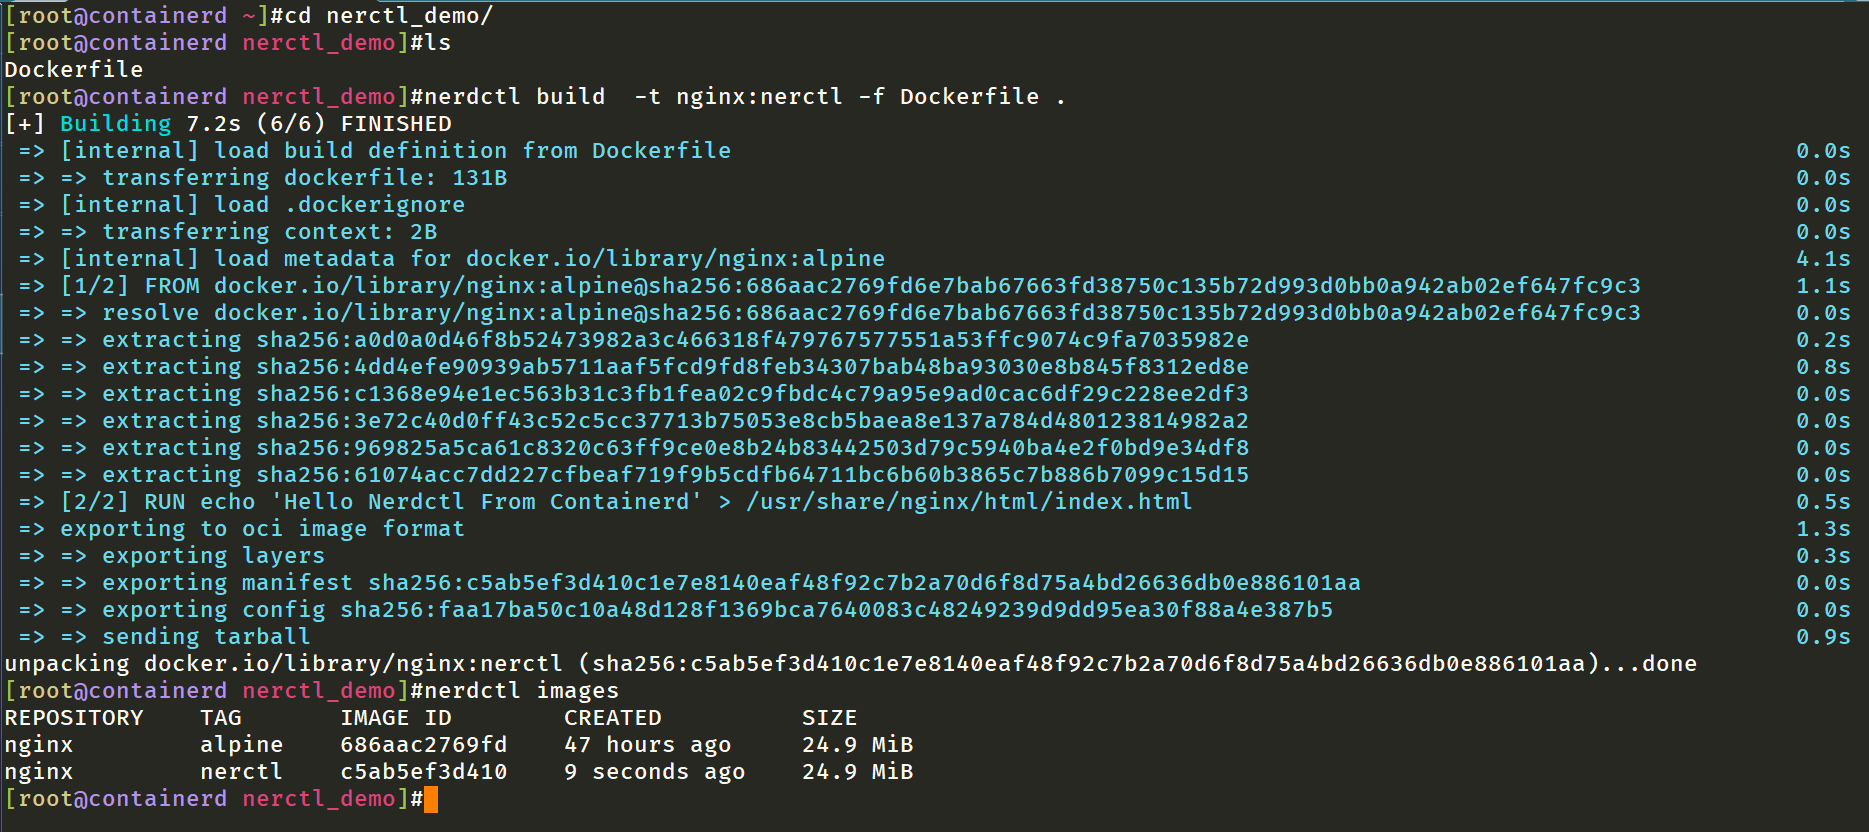 [root@containerd ~]#cd nerctl_demo/
[root@containerd nerctl_demo]#ls
Dockerfile
[root@containerd nerctl_demo]#nerdctl build  -t nginx:nerctl -f Dockerfile .
[+] Building 7.2s (6/6) FINISHED
 => [internal] load build definition from Dockerfile 0.0s
 => => transferring dockerfile: 131B 0.0s
 => [internal] load .dockerignore 0.0s
 => => transferring context: 2B 0.0s
 => [internal] load metadata for docker.io/library/nginx:alpine 4.1s
 => [1/2] FROM docker.io/library/nginx:alpine@sha256:686aac2769fd6e7bab67663fd38750c135b72d993d0bb0a942ab02ef647fc9c3 1.1s
 => => resolve docker.io/library/nginx:alpine@sha256:686aac2769fd6e7bab67663fd38750c135b72d993d0bb0a942ab02ef647fc9c3 0.0s
 => => extracting sha256:a0d0a0d46f8b52473982a3c466318f479767577551a53ffc9074c9fa7035982e 0.2s
 => => extracting sha256:4dd4efe90939ab5711aaf5fcd9fd8feb34307bab48ba93030e8b845f8312ed8e 0.8s
 => => extracting sha256:c1368e94e1ec563b31c3fb1fea02c9fbdc4c79a95e9ad0cac6df29c228ee2df3 0.0s
 => => extracting sha256:3e72c40d0ff43c52c5cc37713b75053e8cb5baea8e137a784d480123814982a2 0.0s
 => => extracting sha256:969825a5ca61c8320c63ff9ce0e8b24b83442503d79c5940ba4e2f0bd9e34df8 0.0s
 => => extracting sha256:61074acc7dd227cfbeaf719f9b5cdfb64711bc6b60b3865c7b886b7099c15d15 0.0s
 => [2/2] RUN echo 'Hello Nerdctl From Containerd' > /usr/share/nginx/html/index.html 0.5s
 => exporting to oci image format 1.3s
 => => exporting layers 0.3s
 => => exporting manifest sha256:c5ab5ef3d410c1e7e8140eaf48f92c7b2a70d6f8d75a4bd26636db0e886101aa 0.0s
 => => exporting config sha256:faa17ba50c10a48d128f1369bca7640083c48249239d9dd95ea30f88a4e387b5 0.0s
 => => sending tarball 0.9s
unpacking docker.io/library/nginx:nerctl (sha256:c5ab5ef3d410c1e7e8140eaf48f92c7b2a70d6f8d75a4bd26636db0e886101aa)...done
[root@containerd nerctl_demo]#nerdctl images
REPOSITORY    TAG       IMAGE ID        CREATED          SIZE
nginx         alpine    686aac2769fd    47 hours ago     24.9 MiB
nginx         nerctl    c5ab5ef3d410    9 seconds ago    24.9 MiB
[root@containerd nerctl_demo]#